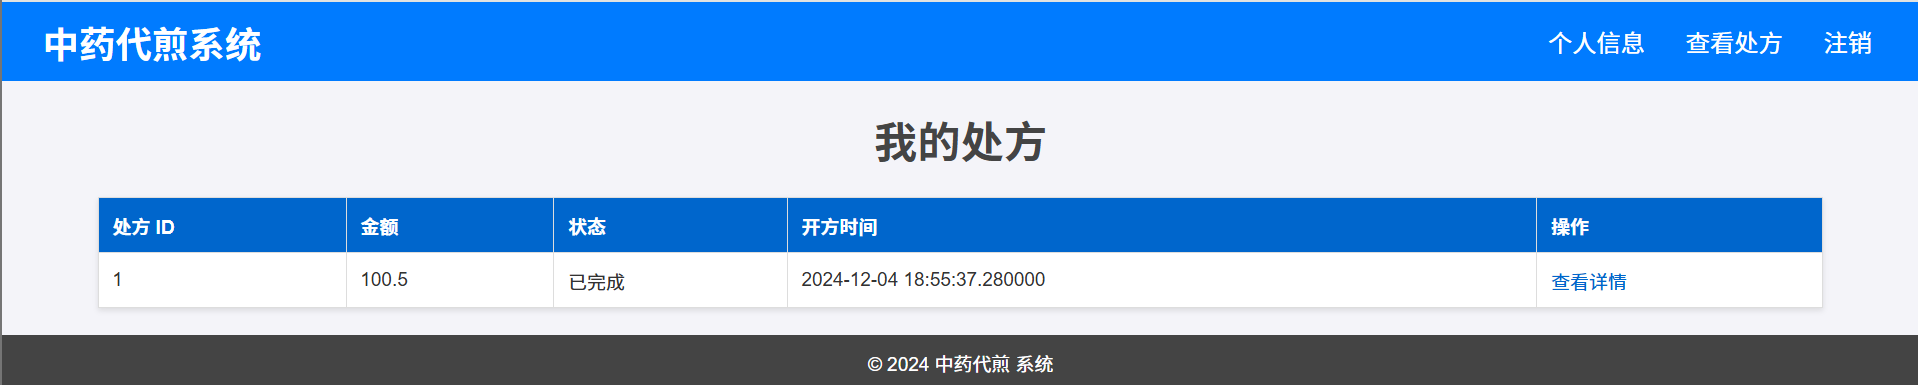 中药代煎系统 个人信息 查看处方 注销
我的处方
处方 ID 金额 状态 开方时间 操作
1 100.5 已完成 2024-12-04 18:55:37.280000 查看详情
© 2024 中药代煎 系统